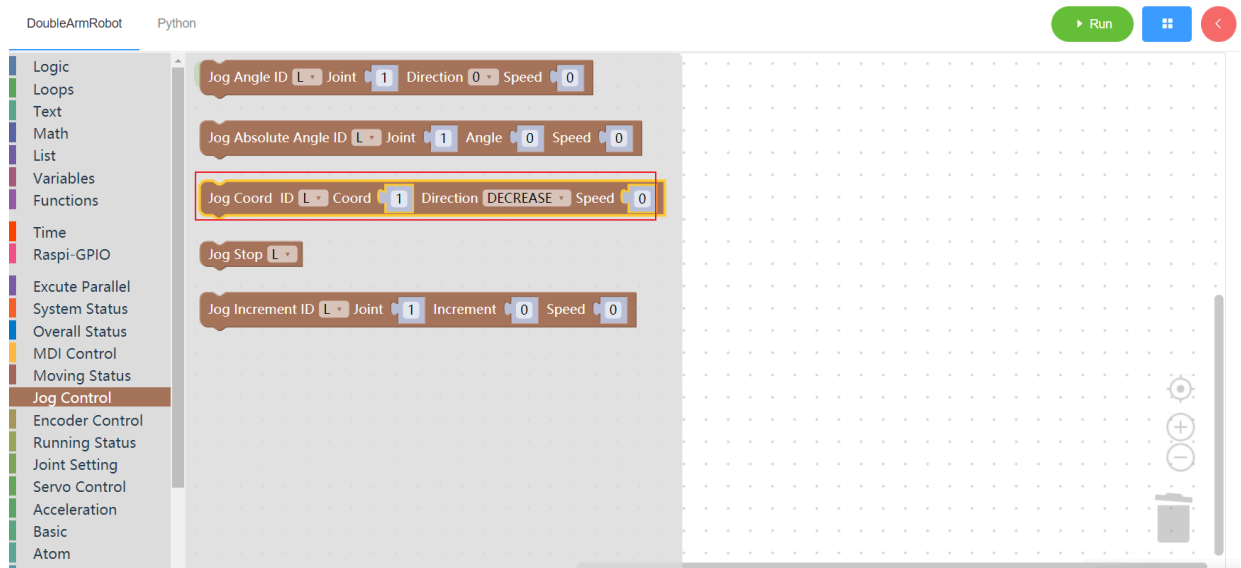 DoubleArmRobot Python Run
Logic
Loops
Text
Math
List
Variables
Functions
Time
Raspi-GPIO
Excute Parallel
System Status
Overall Status
MDI Control
Moving Status
Jog Control
Encoder Control
Running Status
Joint Setting
Servo Control
Acceleration
Basic
Atom
Jog Angle ID L Joint 1 Direction 0 Speed 0
Jog Absolute Angle ID L Joint 1 Angle 0 Speed 0
Jog Coord ID L Coord 1 Direction DECREASE Speed 0
Jog Stop L
Jog Increment ID L Joint 1 Increment 0 Speed 0